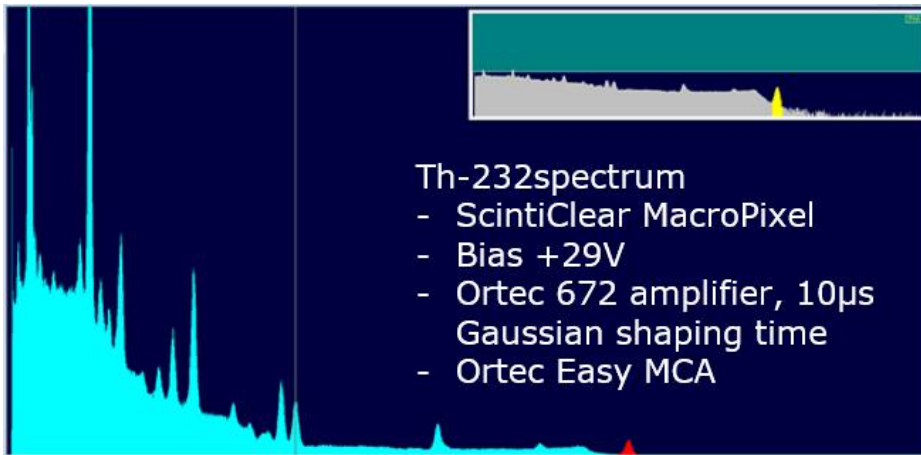 Th-232spectrum
- ScintiClear MacroPixel
- Bias +29V
- Ortec 672 amplifier, 10µs
Gaussian shaping time
- Ortec Easy MCA